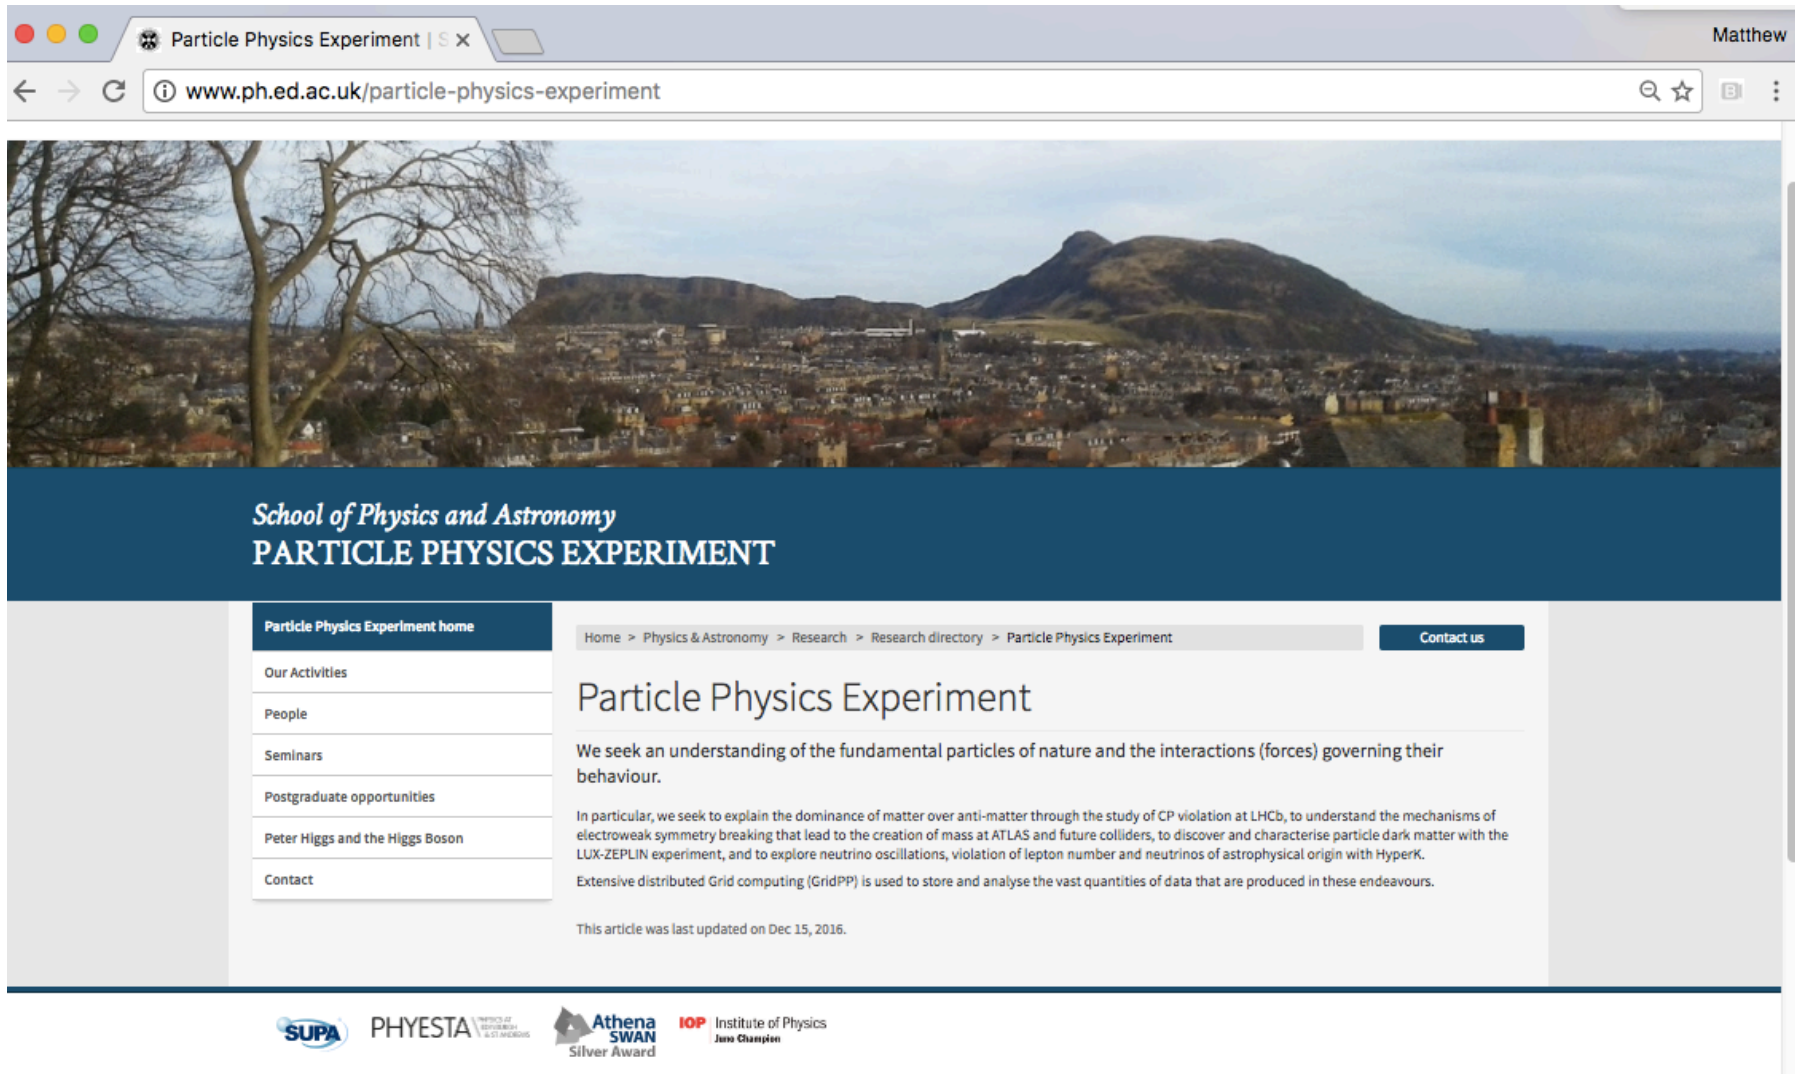 Particle Physics Experiment | S
Matthew
www.ph.ed.ac.uk/particle-physics-experiment
School of Physics and Astronomy
PARTICLE PHYSICS EXPERIMENT
Particle Physics Experiment home
Our Activities
People
Seminars
Postgraduate opportunities
Peter Higgs and the Higgs Boson
Contact
Home > Physics & Astronomy > Research > Research directory > Particle Physics Experiment
Contact us
Particle Physics Experiment
We seek an understanding of the fundamental particles of nature and the interactions (forces) governing their
behaviour.
In particular, we seek to explain the dominance of matter over anti-matter through the study of CP violation at LHCb, to understand the mechanisms of
electroweak symmetry breaking that lead to the creation of mass at ATLAS and future colliders, to discover and characterise particle dark matter with the
LUX-ZEPLIN experiment, and to explore neutrino oscillations, violation of lepton number and neutrinos of astrophysical origin with HyperK.
Extensive distributed Grid computing (GridPP) is used to store and analyse the vast quantities of data that are produced in these endeavours.
This article was last updated on Dec 15, 2016.
SUPA
PHYESTA
PHYSICS AT
EDINBURGH
& ST ANDREWS
Athena
SWAN
Silver Award
IOP Institute of Physics
Juno Champion